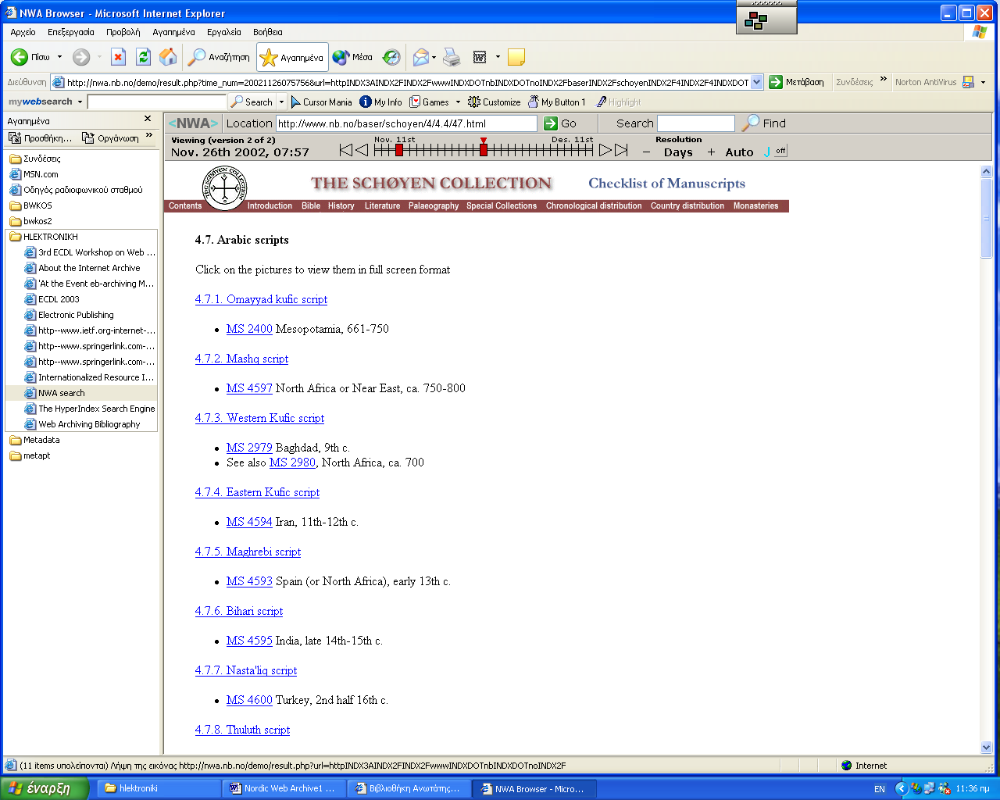 NWA Browser - Microsoft Internet Explorer
Αρχείο Επεξεργασία Προβολή Αγαπημένα Εργαλεία Βοήθεια
Πίσω Αναζήτηση Αγαπημένα Μέσα
Διεύθυνση http://nwa.nb.no/demo/result.php?time_num=20021126075756&url=httpINDX3AINDX2FINDX2FwwwINDXDOTnbINDXDOTnoINDX2FbaserINDX2FschoyenINDX2F4INDX2F4INDXDOT Μετάβαση Συνδέσεις » Norton AntiVirus
mywebsearch Search Cursor Mania My Info Games Customize My Button 1 Highlight
Αγαπημένα
Προσθήκη... Οργάνωση »
Συνδέσεις
MSN.com
Οδηγός ραδιοφωνικού σταθμού
BWKOS
bwkos2
HLEKTRONIKH
3rd ECDL Workshop on Web ...
About the Internet Archive
'At the Event eb-archiving M...
ECDL 2003
Electronic Publishing
http--www.ietf.org-internet-...
http--www.springerlink.com-...
http--www.springerlink.com-...
Internationalized Resource I...
NWA search
The HyperIndex Search Engine
Web Archiving Bibliography
Metadata
metapt
<NWA> Location http://www.nb.no/baser/schoyen/4/4.4/47.html Go Search Find
Viewing (version 2 of 2) Nov. 11st Des. 11st Resolution
Nov. 26th 2002, 07:57 − Days + Auto off
THE SCHØYEN COLLECTION Checklist of Manuscripts
THE SCHØYEN COLLECTION
Contents Introduction Bible History Literature Palaeography Special Collections Chronological distribution Country distribution Monasteries
4.7. Arabic scripts
Click on the pictures to view them in full screen format
4.7.1. Omayyad kufic script
• MS 2400 Mesopotamia, 661-750
4.7.2. Mashq script
• MS 4597 North Africa or Near East, ca. 750-800
4.7.3. Western Kufic script
• MS 2979 Baghdad, 9th c.
• See also MS 2980, North Africa, ca. 700
4.7.4. Eastern Kufic script
• MS 4594 Iran, 11th-12th c.
4.7.5. Maghrebi script
• MS 4593 Spain (or North Africa), early 13th c.
4.7.6. Bihari script
• MS 4595 India, late 14th-15th c.
4.7.7. Nasta'liq script
• MS 4600 Turkey, 2nd half 16th c.
4.7.8. Thuluth script
(11 items υπολείπονται) Λήψη της εικόνας http://nwa.nb.no/demo/result.php?url=httpINDX3AINDX2FINDX2FwwwINDXDOTnbINDXDOTnoINDX2F Internet
έναρξη hlektroniki Nordic Web Archive1 ... Βιβλιοθήκη Ανωτάτης... NWA Browser - Micro... EN 11:36 πμ